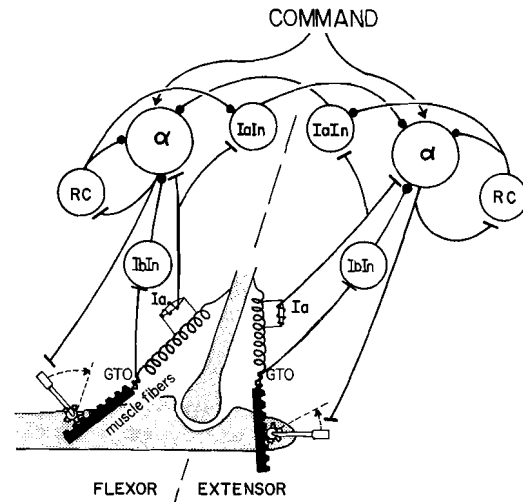 COMMAND
α IaIn IaIn α
RC RC
IbIn IbIn
Ia Ia
GTO GTO
muscle fibers
FLEXOR EXTENSOR